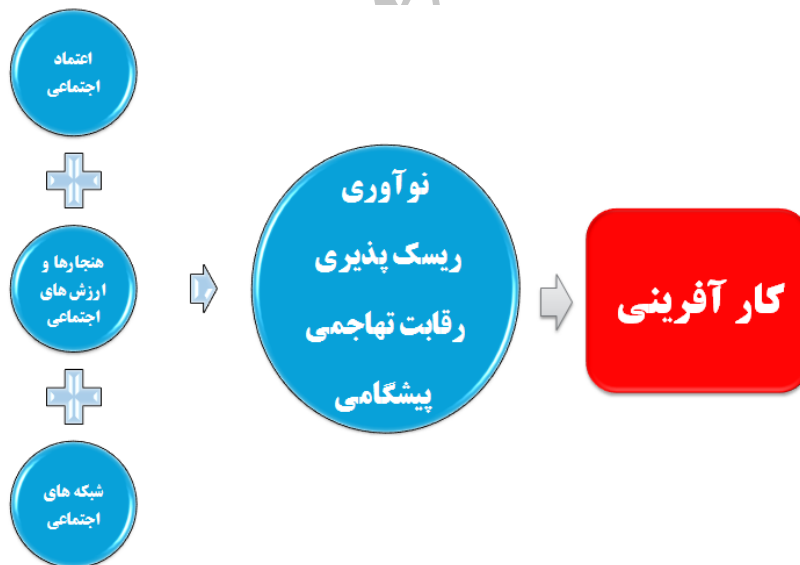 اعتماد
اجتماعی
هنجارها و
ارزش های
اجتماعی
شبکه های
اجتماعی
نوآوری
ریسک پذیری
رقابت تهاجمی
پیشگامی
کار آفرینی